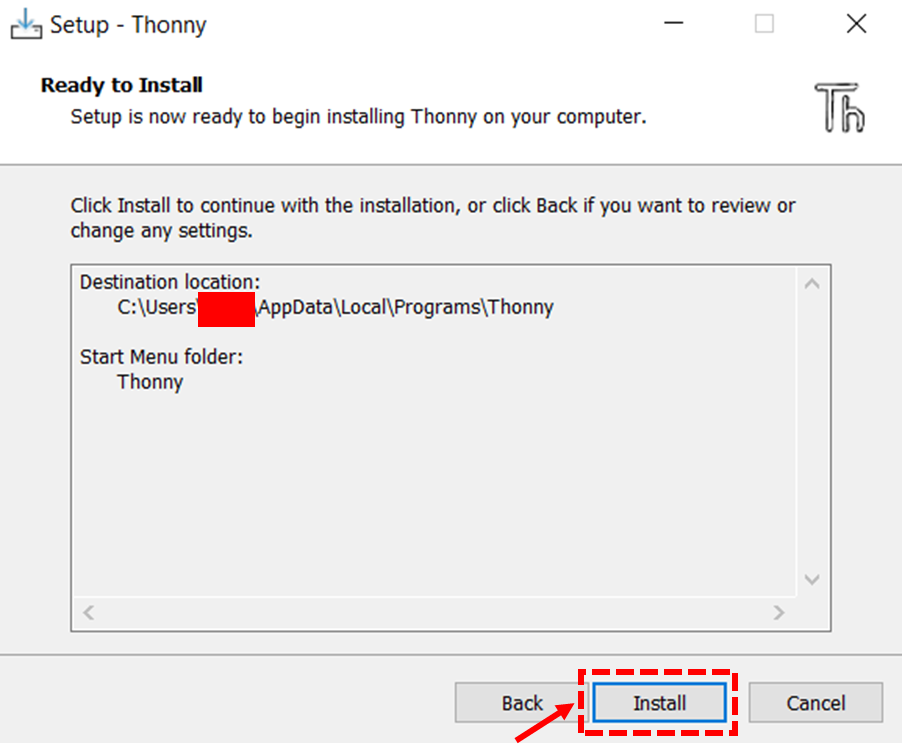 Setup - Thonny
Ready to Install
Setup is now ready to begin installing Thonny on your computer.
Th
Click Install to continue with the installation, or click Back if you want to review or
change any settings.
Destination location:
C:\Users\ \AppData\Local\Programs\Thonny
Start Menu folder:
Thonny
Back
Install
Cancel